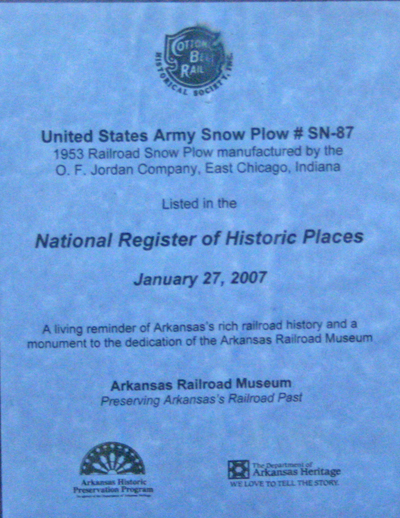 COTTON
BELT
RAIL
HISTORICAL SOCIETY, INC.
United States Army Snow Plow # SN-87
1953 Railroad Snow Plow manufactured by the
O. F. Jordan Company, East Chicago, Indiana
Listed in the
National Register of Historic Places
January 27, 2007
A living reminder of Arkansas's rich railroad history and a
monument to the dedication of the Arkansas Railroad Museum
Arkansas Railroad Museum
Preserving Arkansas's Railroad Past
Arkansas Historic
Preservation Program
The Department of
Arkansas Heritage
WE LOVE TO TELL THE STORY.